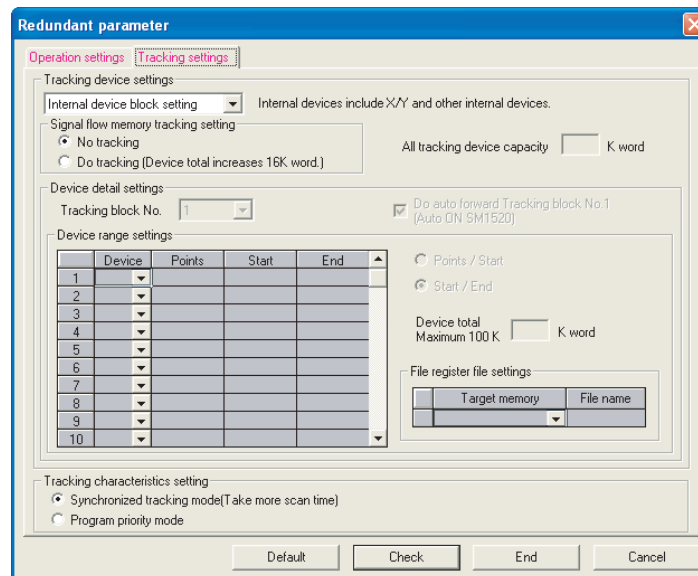 Redundant parameter
Operation settings Tracking settings
Tracking device settings
Internal device block setting Internal devices include X/Y and other internal devices.
Signal flow memory tracking setting
No tracking
All tracking device capacity K word
Do tracking (Device total increases 16K word.)
Device detail settings
Tracking block No. 1
Do auto forward Tracking block No.1
(Auto ON SM1520)
Device range settings
Device Points Start End
Points / Start
1
Start / End
2
3
Device total
Maximum 100 K K word
4
5
6
File register file settings
7
Target memory File name
8
9
10
Tracking characteristics setting
Synchronized tracking mode(Take more scan time)
Program priority mode
Default Check End Cancel